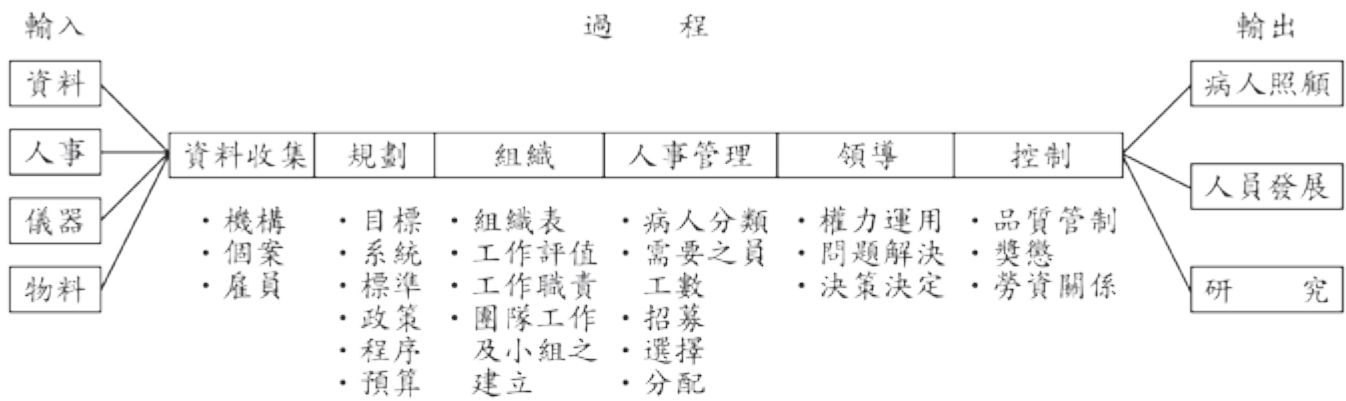 輸入 過 程 輸出
資料
人事
儀器
物料
資料收集 規劃 組織 人事管理 領導 控制
・機構
・個案
・雇員
・目標
・系統
・標準
・政策
・程序
・預算
・組織表
・工作評值
・工作職責
・團隊工作
及小組之
建立
・病人分類
・需要之員
工數
・招募
・選擇
・分配
・權力運用
・問題解決
・決策決定
・品質管制
・獎懲
・勞資關係
病人照顧
人員發展
研 究